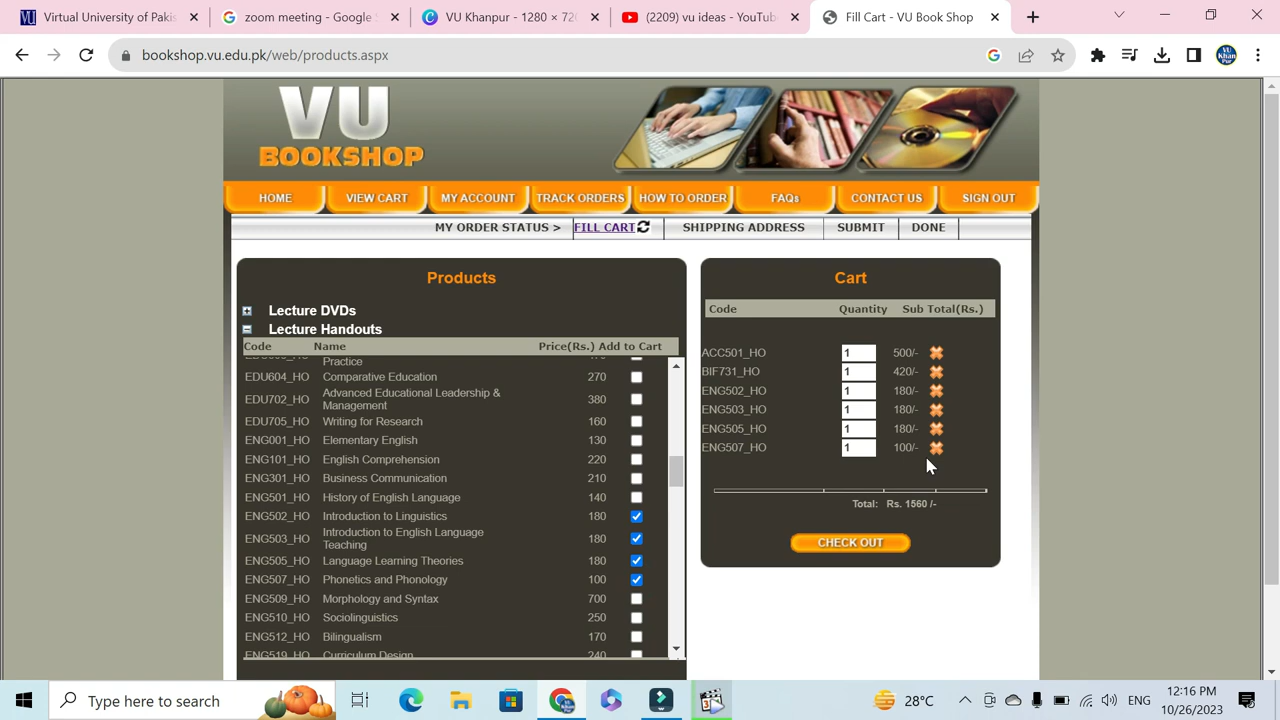 Virtual University of Pakis
zoom meeting - Google S
VU Khanpur - 1280 × 720
(2209) vu ideas - YouTube
Fill Cart - VU Book Shop
bookshop.vu.edu.pk/web/products.aspx
VU
BOOKSHOP
HOME VIEW CART MY ACCOUNT TRACK ORDERS HOW TO ORDER FAQs CONTACT US SIGN OUT
MY ORDER STATUS > FILL CART SHIPPING ADDRESS SUBMIT DONE
Products
Lecture DVDs
Lecture Handouts
Code Name Price(Rs.) Add to Cart
Practice
EDU604_HO Comparative Education 270
EDU702_HO Advanced Educational Leadership & Management 380
EDU705_HO Writing for Research 160
ENG001_HO Elementary English 130
ENG101_HO English Comprehension 220
ENG301_HO Business Communication 210
ENG501_HO History of English Language 140
ENG502_HO Introduction to Linguistics 180
ENG503_HO Introduction to English Language Teaching 180
ENG505_HO Language Learning Theories 180
ENG507_HO Phonetics and Phonology 100
ENG509_HO Morphology and Syntax 700
ENG510_HO Sociolinguistics 250
ENG512_HO Bilingualism 170
ENG519_HO Curriculum Design 240
Cart
Code Quantity Sub Total(Rs.)
ACC501_HO 1 500/-
BIF731_HO 1 420/-
ENG502_HO 1 180/-
ENG503_HO 1 180/-
ENG505_HO 1 180/-
ENG507_HO 1 100/-
Total: Rs. 1560 /-
CHECK OUT
Type here to search
28°C
ENG
12:16 PM
10/26/2023